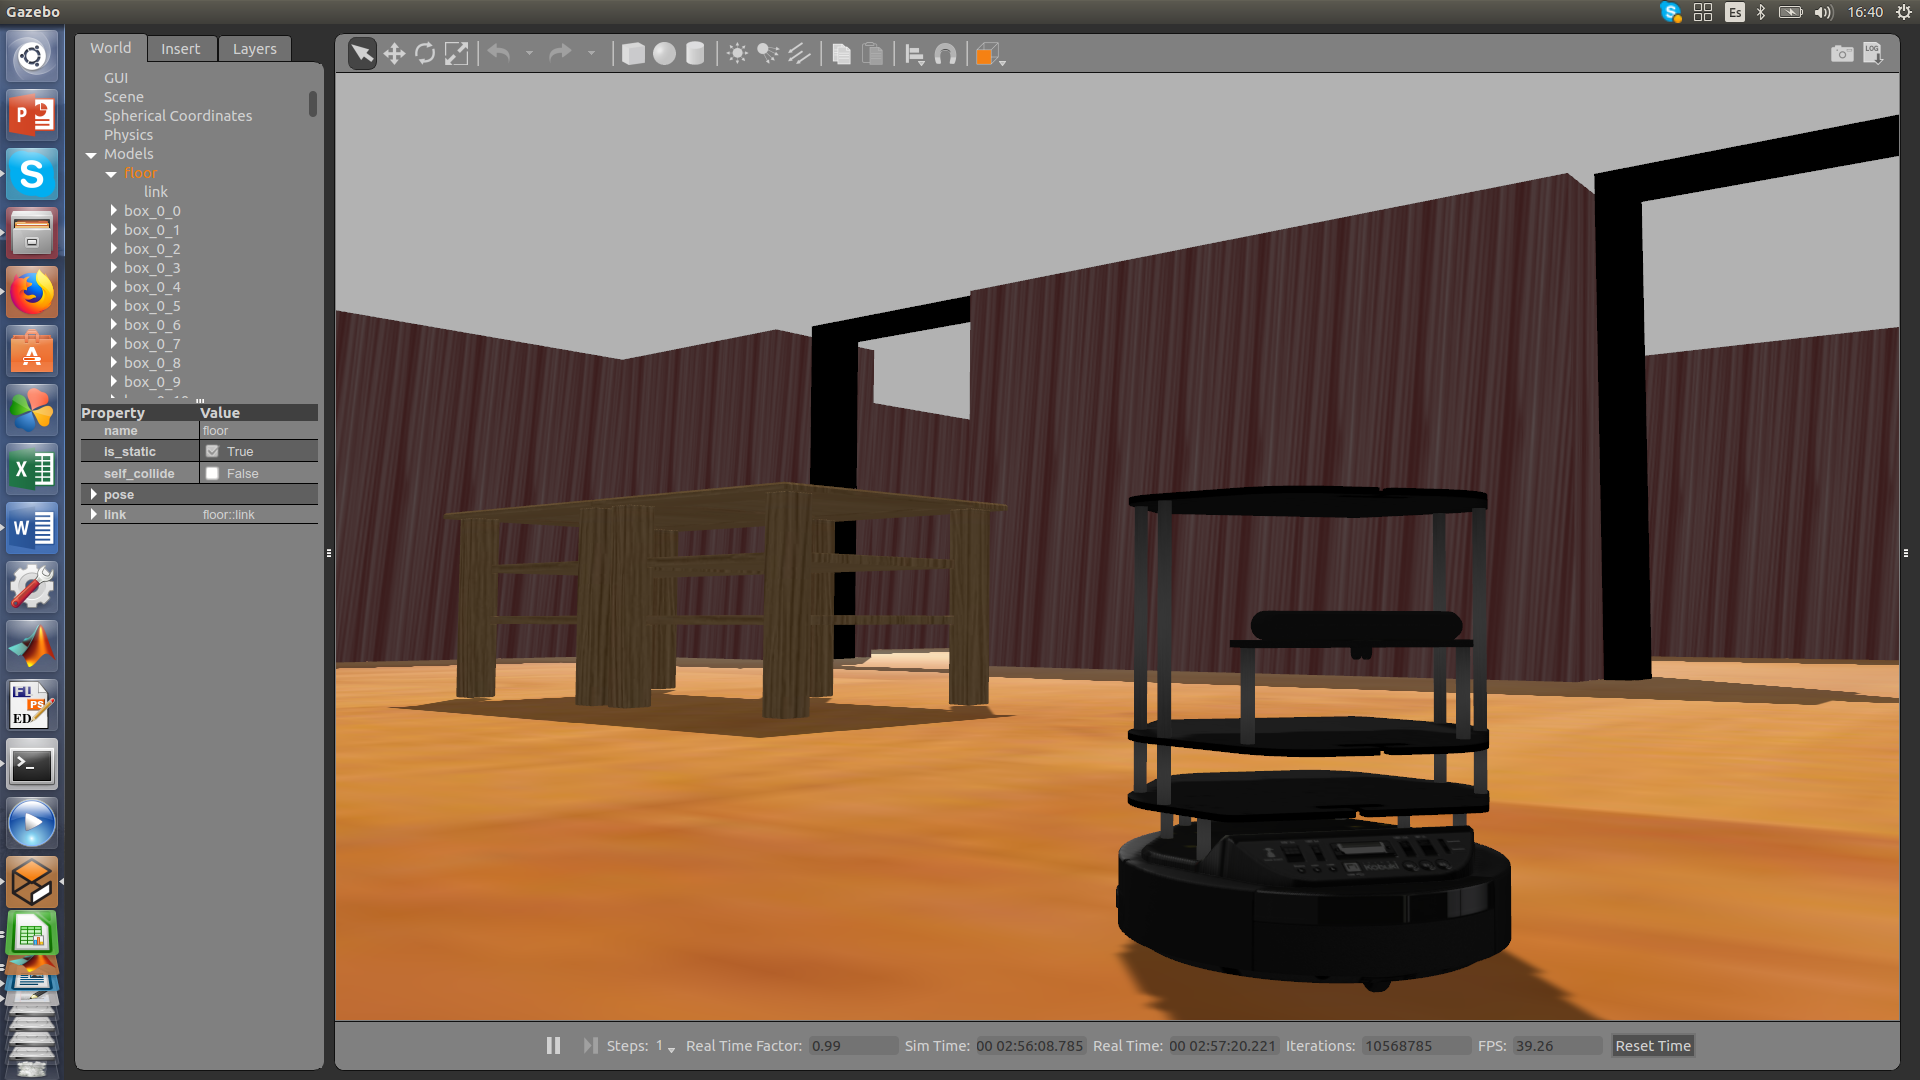 Gazebo
Es
16:40
World
Insert
Layers
LOG
GUI
Scene
Spherical Coordinates
Physics
Models
floor
link
box_0_0
box_0_1
box_0_2
box_0_3
box_0_4
box_0_5
box_0_6
box_0_7
box_0_8
box_0_9
Property Value
name floor
is_static True
self_collide False
pose
link floor::link
kobuki
Steps: 1 Real Time Factor: 0.99 Sim Time: 00 02:56:08.785 Real Time: 00 02:57:20.221 Iterations: 10568785 FPS: 39.26 Reset Time